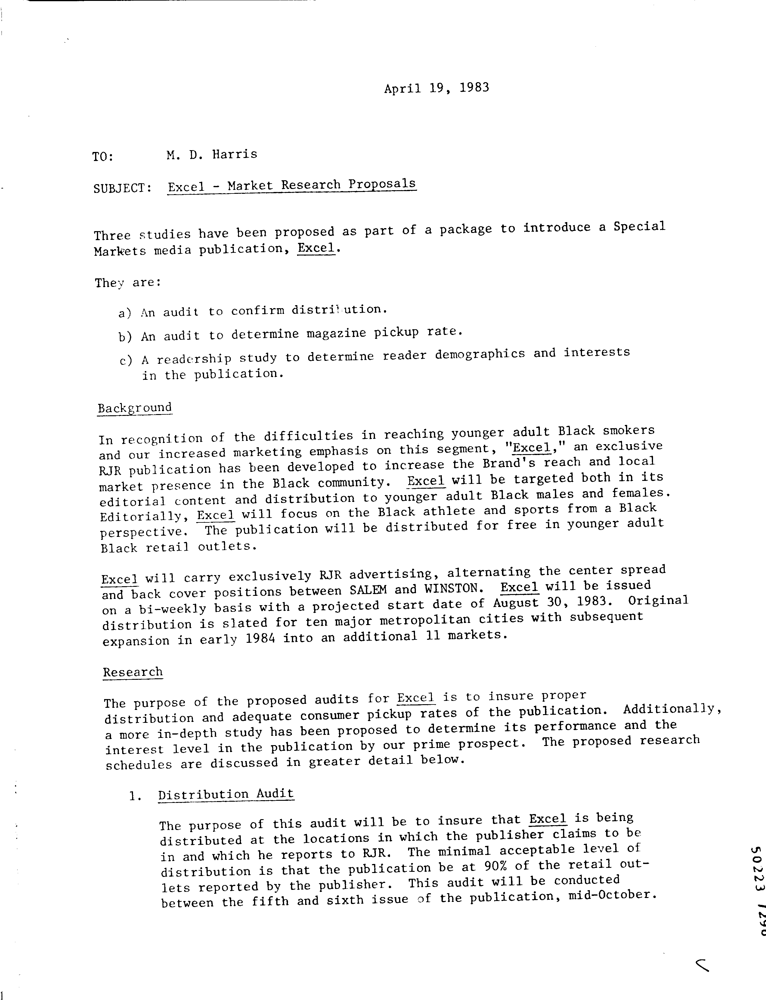 April 19, 1983
TO: M. D. Harris
SUBJECT: Excel - Market Research Proposals
Three studies have been proposed as part of a package to introduce a Special
Markets media publication, Excel.
They are:
a) An audit to confirm distribution.
b) An audit to determine magazine pickup rate.
c) A readership study to determine reader demographics and interests
in the publication.
Background
In recognition of the difficulties in reaching younger adult Black smokers
and our increased marketing emphasis on this segment, "Excel," an exclusive
RJR publication has been developed to increase the Brand's reach and local
market presence in the Black community. Excel will be targeted both in its
editorial content and distribution to younger adult Black males and females.
Editorially, Excel will focus on the Black athlete and sports from a Black
perspective. The publication will be distributed for free in younger adult
Black retail outlets.
Excel will carry exclusively RJR advertising, alternating the center spread
and back cover positions between SALEM and WINSTON. Excel will be issued
on a bi-weekly basis with a projected start date of August 30, 1983. Original
distribution is slated for ten major metropolitan cities with subsequent
expansion in early 1984 into an additional 11 markets.
Research
The purpose of the proposed audits for Excel is to insure proper
distribution and adequate consumer pickup rates of the publication. Additionally,
a more in-depth study has been proposed to determine its performance and the
interest level in the publication by our prime prospect. The proposed research
schedules are discussed in greater detail below.
1. Distribution Audit
The purpose of this audit will be to insure that Excel is being
distributed at the locations in which the publisher claims to be
in and which he reports to RJR. The minimal acceptable level of
distribution is that the publication be at 90% of the retail out-
lets reported by the publisher. This audit will be conducted
between the fifth and sixth issue of the publication, mid-October.
50223